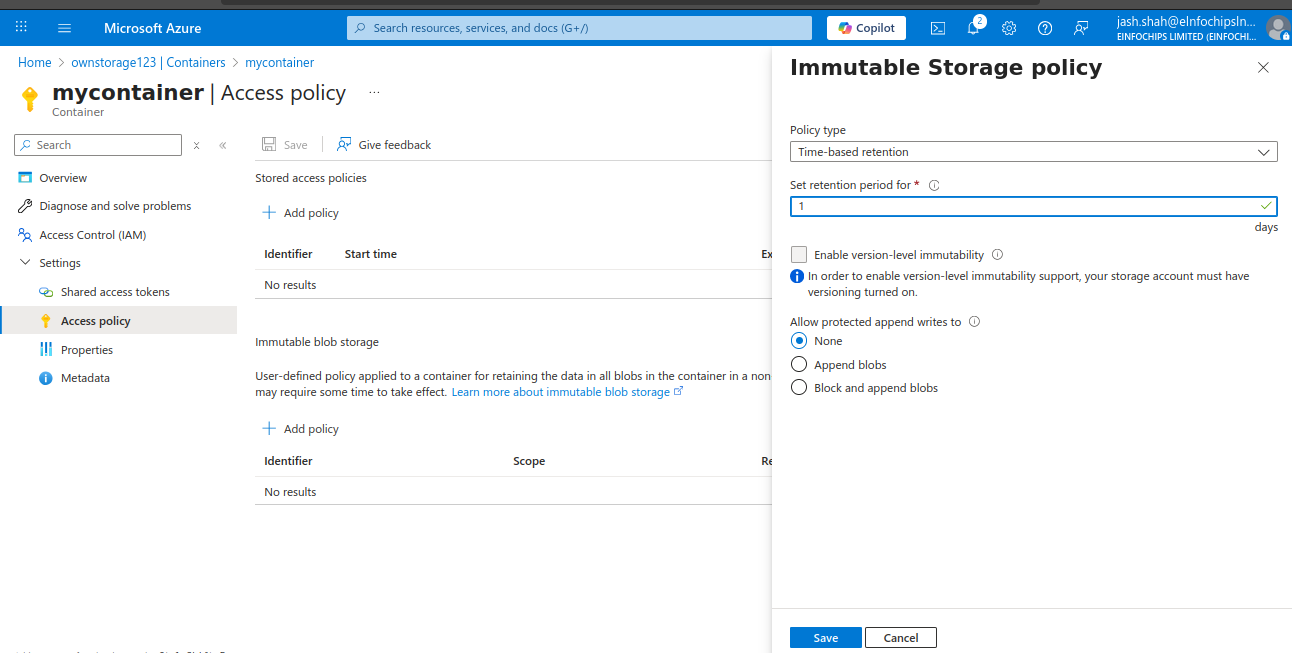 Microsoft Azure
Search resources, services, and docs (G+/)
Copilot
2
jash.shah@eInfochipsIn...
EINFOCHIPS LIMITED (EINFOCHI...
Home > ownstorage123 | Containers > mycontainer
mycontainer | Access policy ...
Container
Search
Overview
Diagnose and solve problems
Access Control (IAM)
Settings
Shared access tokens
Access policy
Properties
Metadata
Save
Give feedback
Stored access policies
Add policy
Identifier Start time Ex
No results
Immutable blob storage
User-defined policy applied to a container for retaining the data in all blobs in the container in a non
may require some time to take effect. Learn more about immutable blob storage
Add policy
Identifier Scope Re
No results
Immutable Storage policy
Policy type
Time-based retention
Set retention period for *
1
days
Enable version-level immutability
In order to enable version-level immutability support, your storage account must have
versioning turned on.
Allow protected append writes to
None
Append blobs
Block and append blobs
Save
Cancel